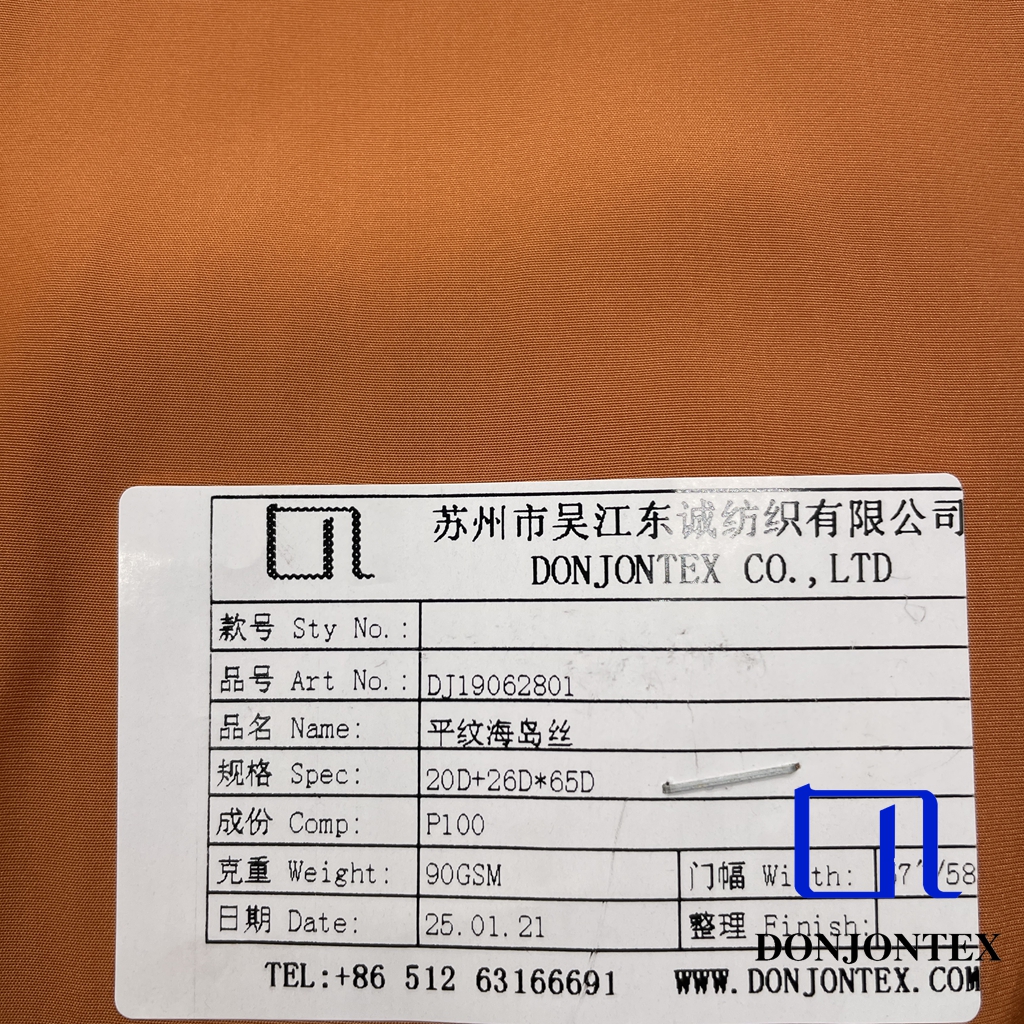 苏州市吴江东诚纺织有限公司
DONJONTEX CO.,LTD
款号 Sty No.:
品号 Art No.: DJ19062801
品名 Name: 平纹海岛丝
规格 Spec: 20D+26D*65D
成份 Comp: P100
克重 Weight: 90GSM 门幅 Width: 57"/58
日期 Date: 25.01.21 整理 Finish:
TEL:+86 512 63166691 WWW.DONJONTEX.COM
DONJONTEX